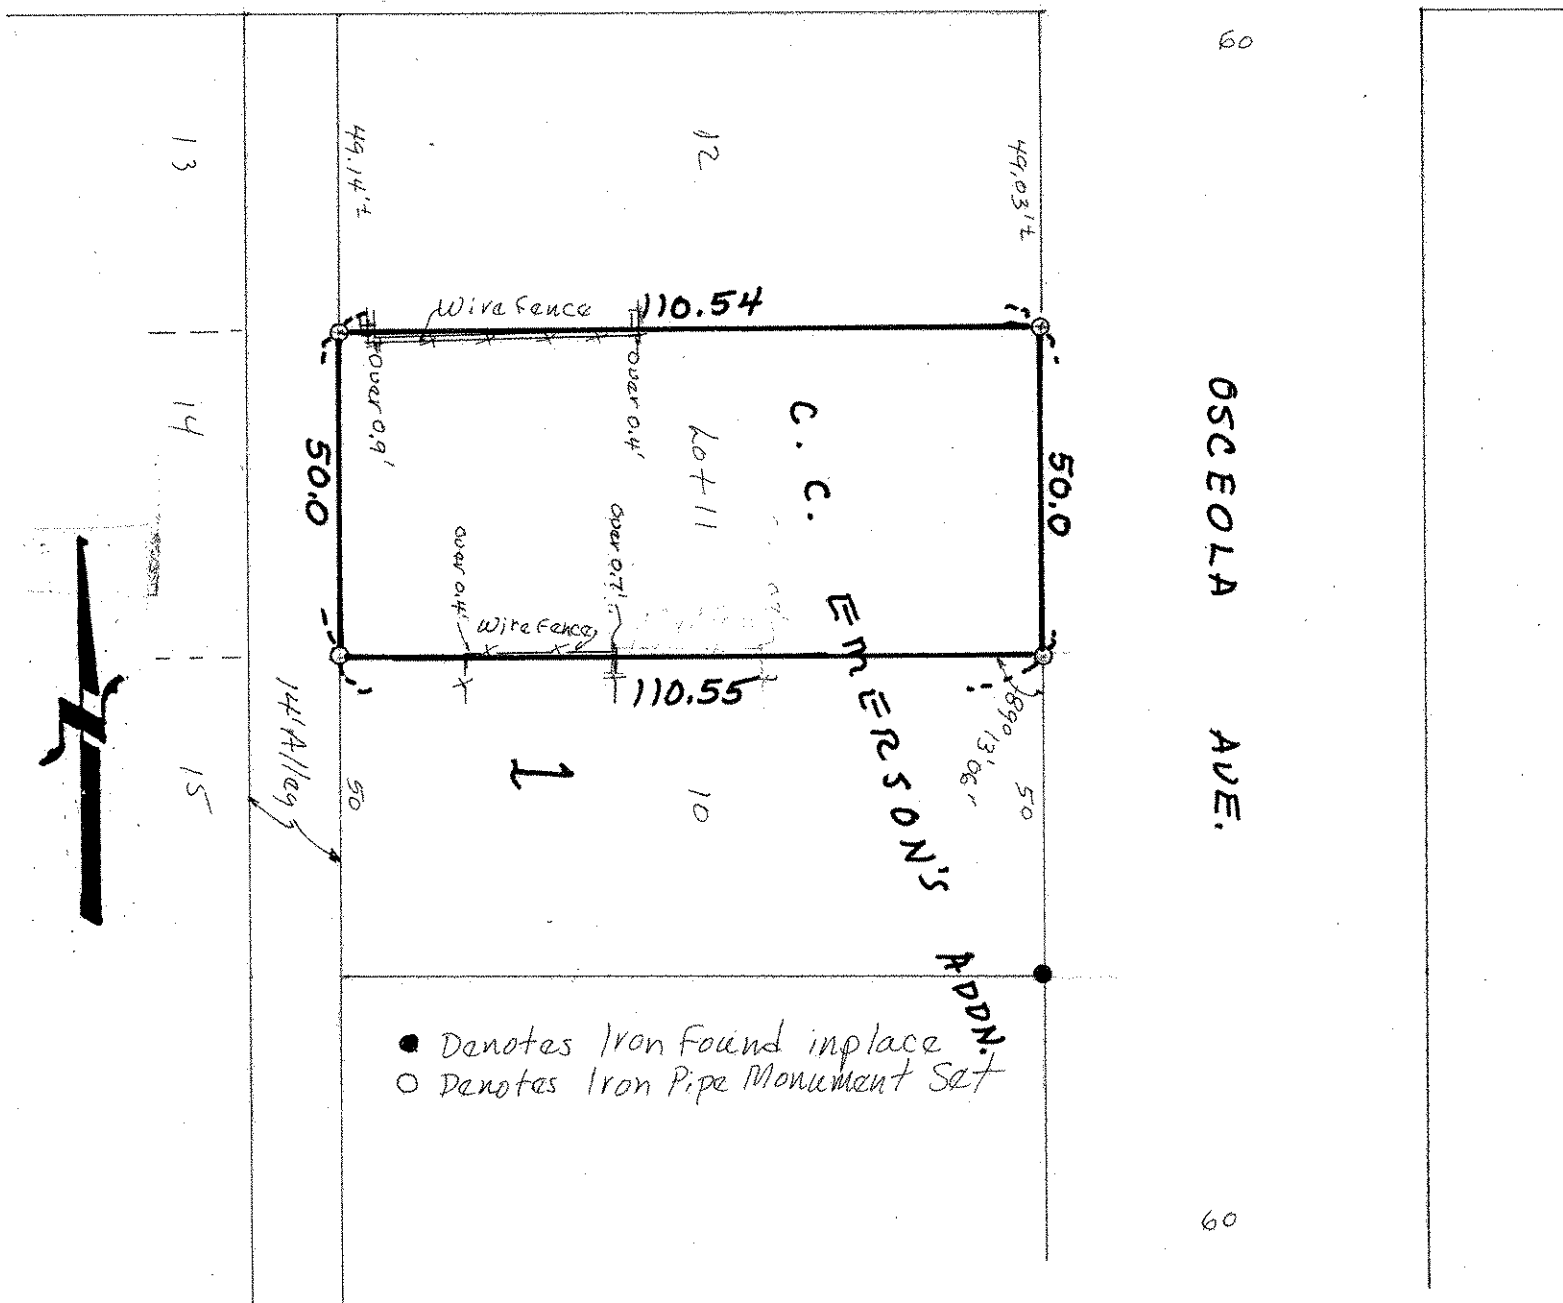 60
13
49.14'±
12
49.03'±
Wire Fence
110.54
over 0.9'
over 0.4'
14
50.0
Lot 11
C. C. EMERSON'S ADDN.
50.0
OSCEOLA AVE.
over 0.4'
over 0.7'
Wire Fence
110.55
89° 13' 06"
15
14' Alley
50
1
10
50
● Denotes Iron Found inplace
○ Denotes Iron Pipe Monument Set
60